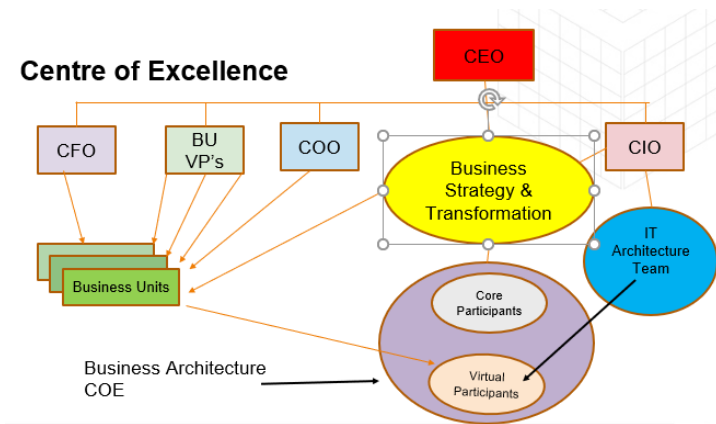 Centre of Excellence
CEO
CFO
BU
VP's
COO
Business
Strategy &
Transformation
CIO
IT
Architecture
Team
Business Units
Core
Participants
Virtual
Participants
Business Architecture
COE